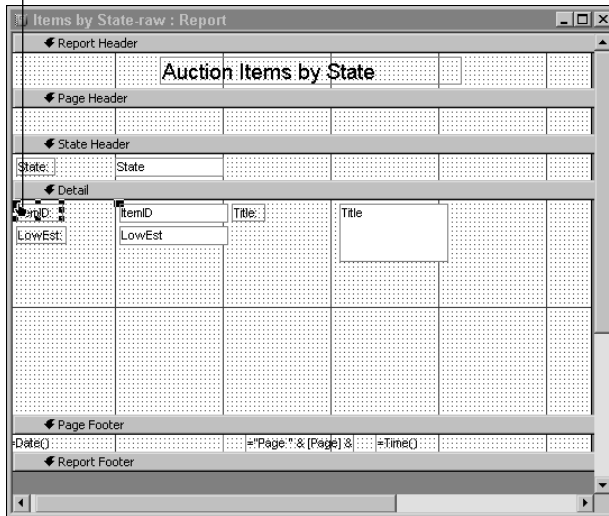 Items by State-raw : Report
Report Header
Auction Items by State
Page Header
State Header
State: State
Detail
ItemID: ItemID Title: Title
LowEst: LowEst
Page Footer
=Date() ="Page " & [Page] & =Time()
Report Footer